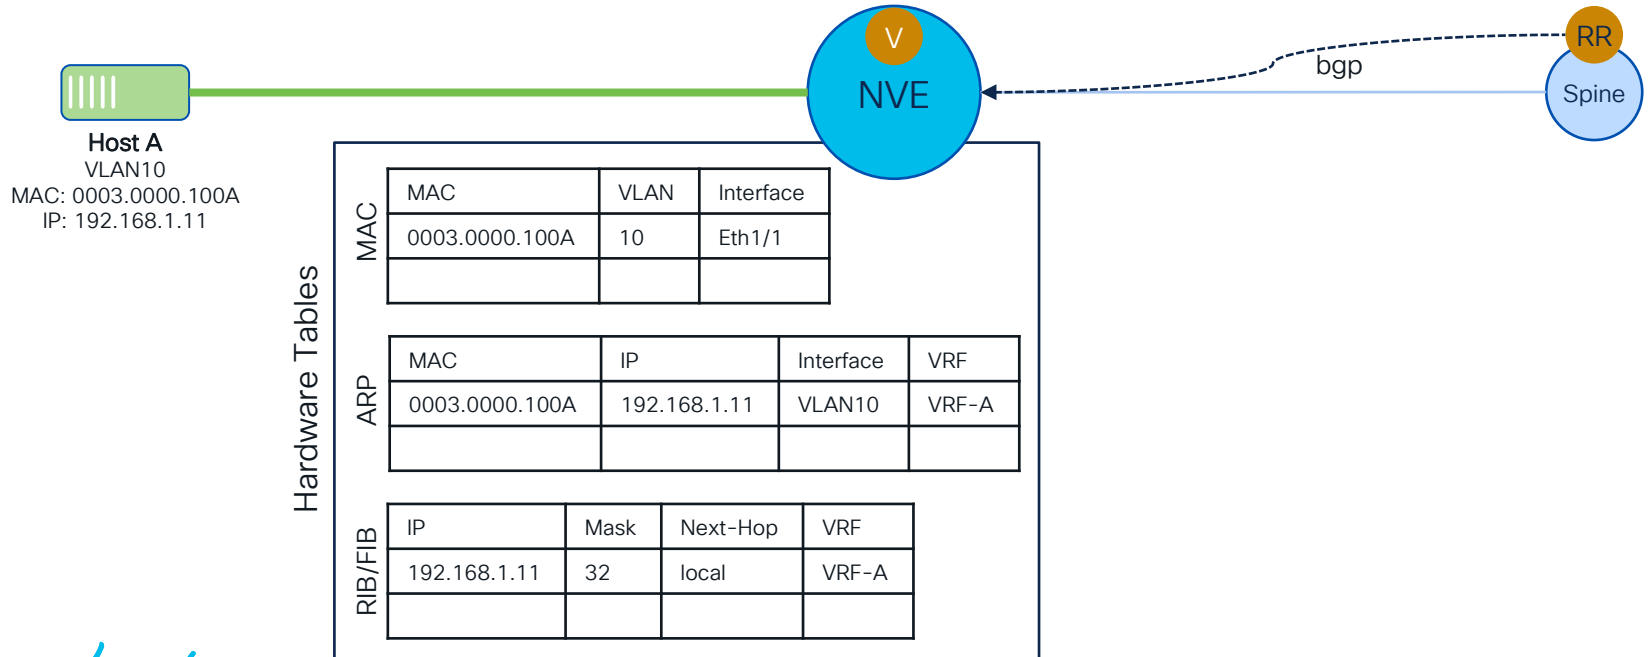 V
NVE
RR
bgp
Spine
Host A
VLAN10
MAC: 0003.0000.100A
IP: 192.168.1.11
Hardware Tables
MAC
MAC VLAN Interface
0003.0000.100A 10 Eth1/1
ARP
MAC IP Interface VRF
0003.0000.100A 192.168.1.11 VLAN10 VRF-A
RIB/FIB
IP Mask Next-Hop VRF
192.168.1.11 32 local VRF-A